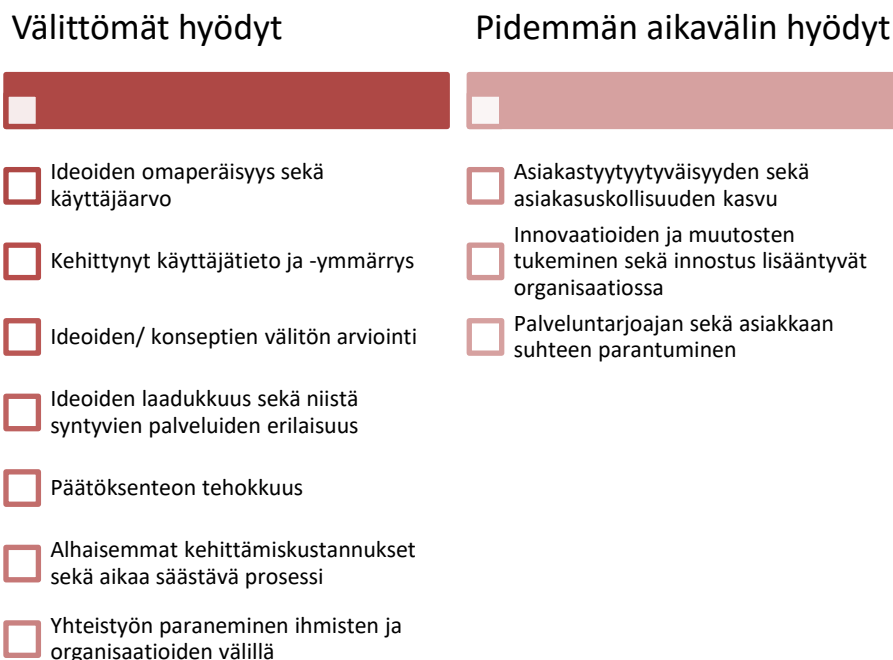 Välittömät hyödyt
Ideoiden omaperäisyys sekä
käyttäjäarvo
Kehittynyt käyttäjätieto ja -ymmärrys
Ideoiden/ konseptien välitön arviointi
Ideoiden laadukkuus sekä niistä
syntyvien palveluiden erilaisuus
Päätöksenteon tehokkuus
Alhaisemmat kehittämiskustannukset
sekä aikaa säästävä prosessi
Yhteistyön paraneminen ihmisten ja
organisaatioiden välillä
Pidemmän aikavälin hyödyt
Asiakastyytyytyväisyyden sekä
asiakasuskollisuuden kasvu
Innovaatioiden ja muutosten
tukeminen sekä innostus lisääntyvät
organisaatiossa
Palveluntarjoajan sekä asiakkaan
suhteen parantuminen